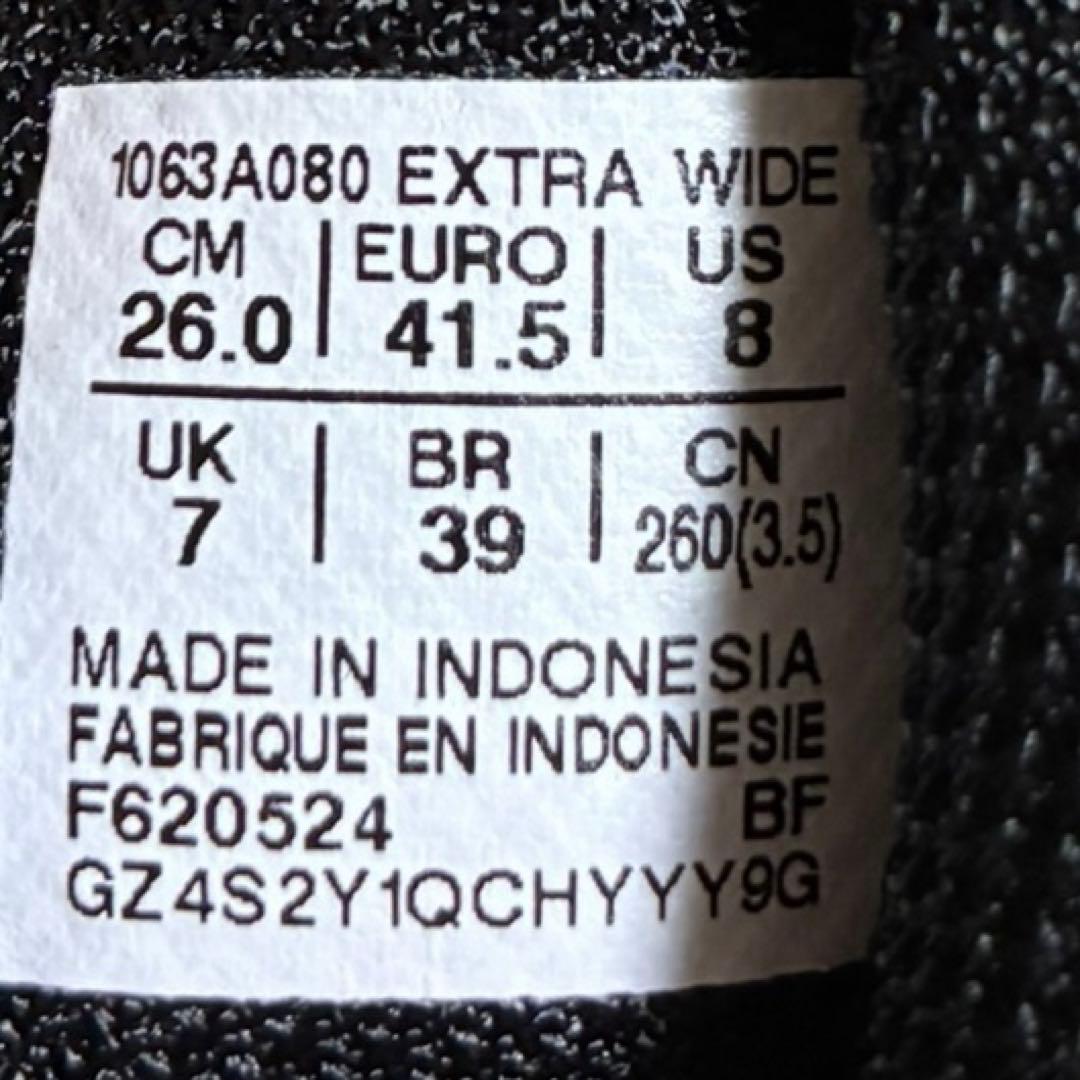 1063A080 EXTRA WIDE
CM | EURO | US
26.0 | 41.5 | 8
UK | BR | CN
7 | 39 | 260(3.5)
MADE IN INDONESIA
FABRIQUE EN INDONESIE
F620524 BF
GZ4S2Y1QCHYYYY9G